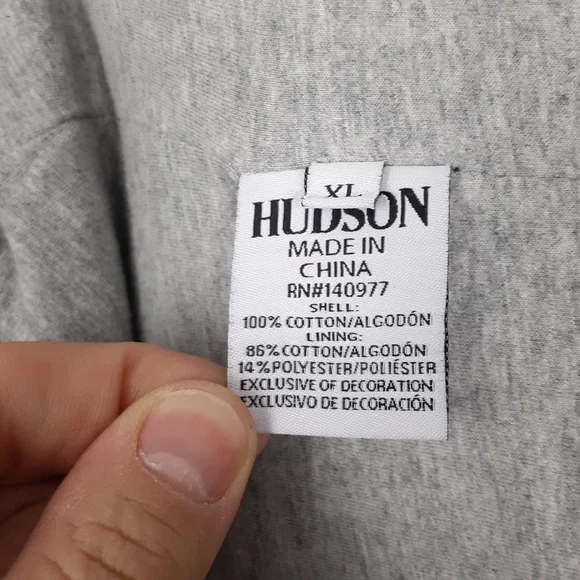 XL
HUDSON
MADE IN
CHINA
RN#140977
SHELL:
100% COTTON/ALGODÓN
LINING:
86% COTTON/ALGODÓN
14% POLYESTER/POLIÉSTER
EXCLUSIVE OF DECORATION
EXCLUSIVO DE DECORACIÓN